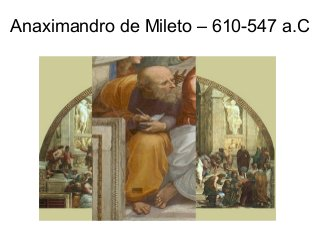 Anaximandro de Mileto – 610-547 a.C